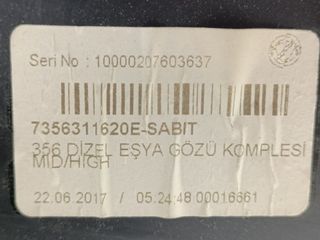 Seri No : 10000207603637
7356311620E-SABIT
356 DİZEL EŞYA GÖZÜ KOMPLESİ
MID/HIGH
22.06.2017 / 05:24:48 00016661